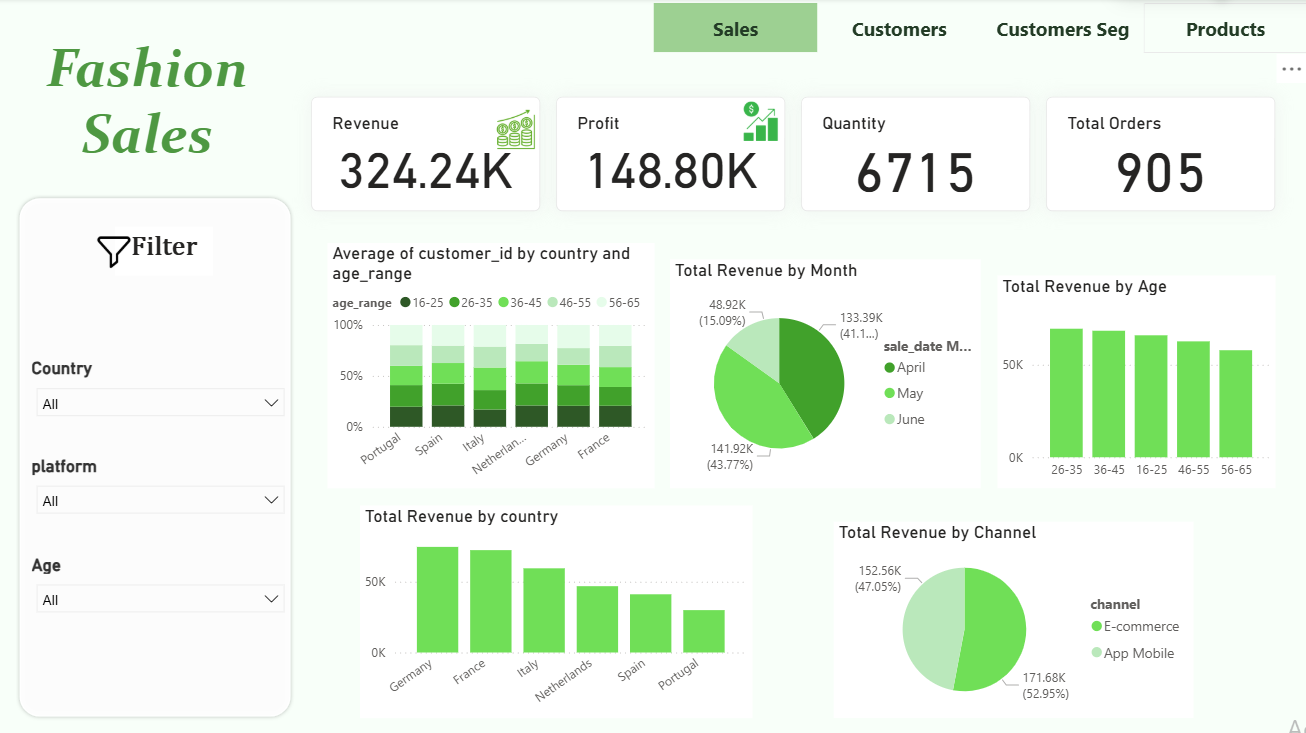 Sales
Customers
Customers Seg
Products
Fashion
Sales
Revenue
324.24K
Profit
$
148.80K
Quantity
6715
Total Orders
905
Filter
Country
All
platform
All
Age
All
Average of customer_id by country and
age_range
age_range 16-25 26-35 36-45 46-55 56-65
100%
50%
0%
Portugal
Spain
Italy
Netherlan...
Germany
France
Total Revenue by Month
48.92K
(15.09%)
133.39K
(41.1...)
141.92K
(43.77%)
sale_date M...
April
May
June
Total Revenue by Age
50K
0K
26-35 36-45 16-25 46-55 56-65
Total Revenue by country
50K
0K
Germany
France
Italy
Netherlands
Spain
Portugal
Total Revenue by Channel
152.56K
(47.05%)
171.68K
(52.95%)
channel
E-commerce
App Mobile